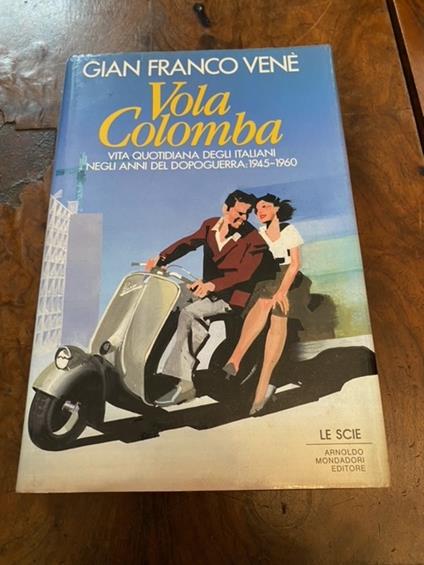 GIAN FRANCO VENÈ
Vola
Colomba
VITA QUOTIDIANA DEGLI ITALIANI
NEGLI ANNI DEL DOPOGUERRA: 1945-1960
Vespa
LE SCIE
ARNOLDO
MONDADORI
EDITORE